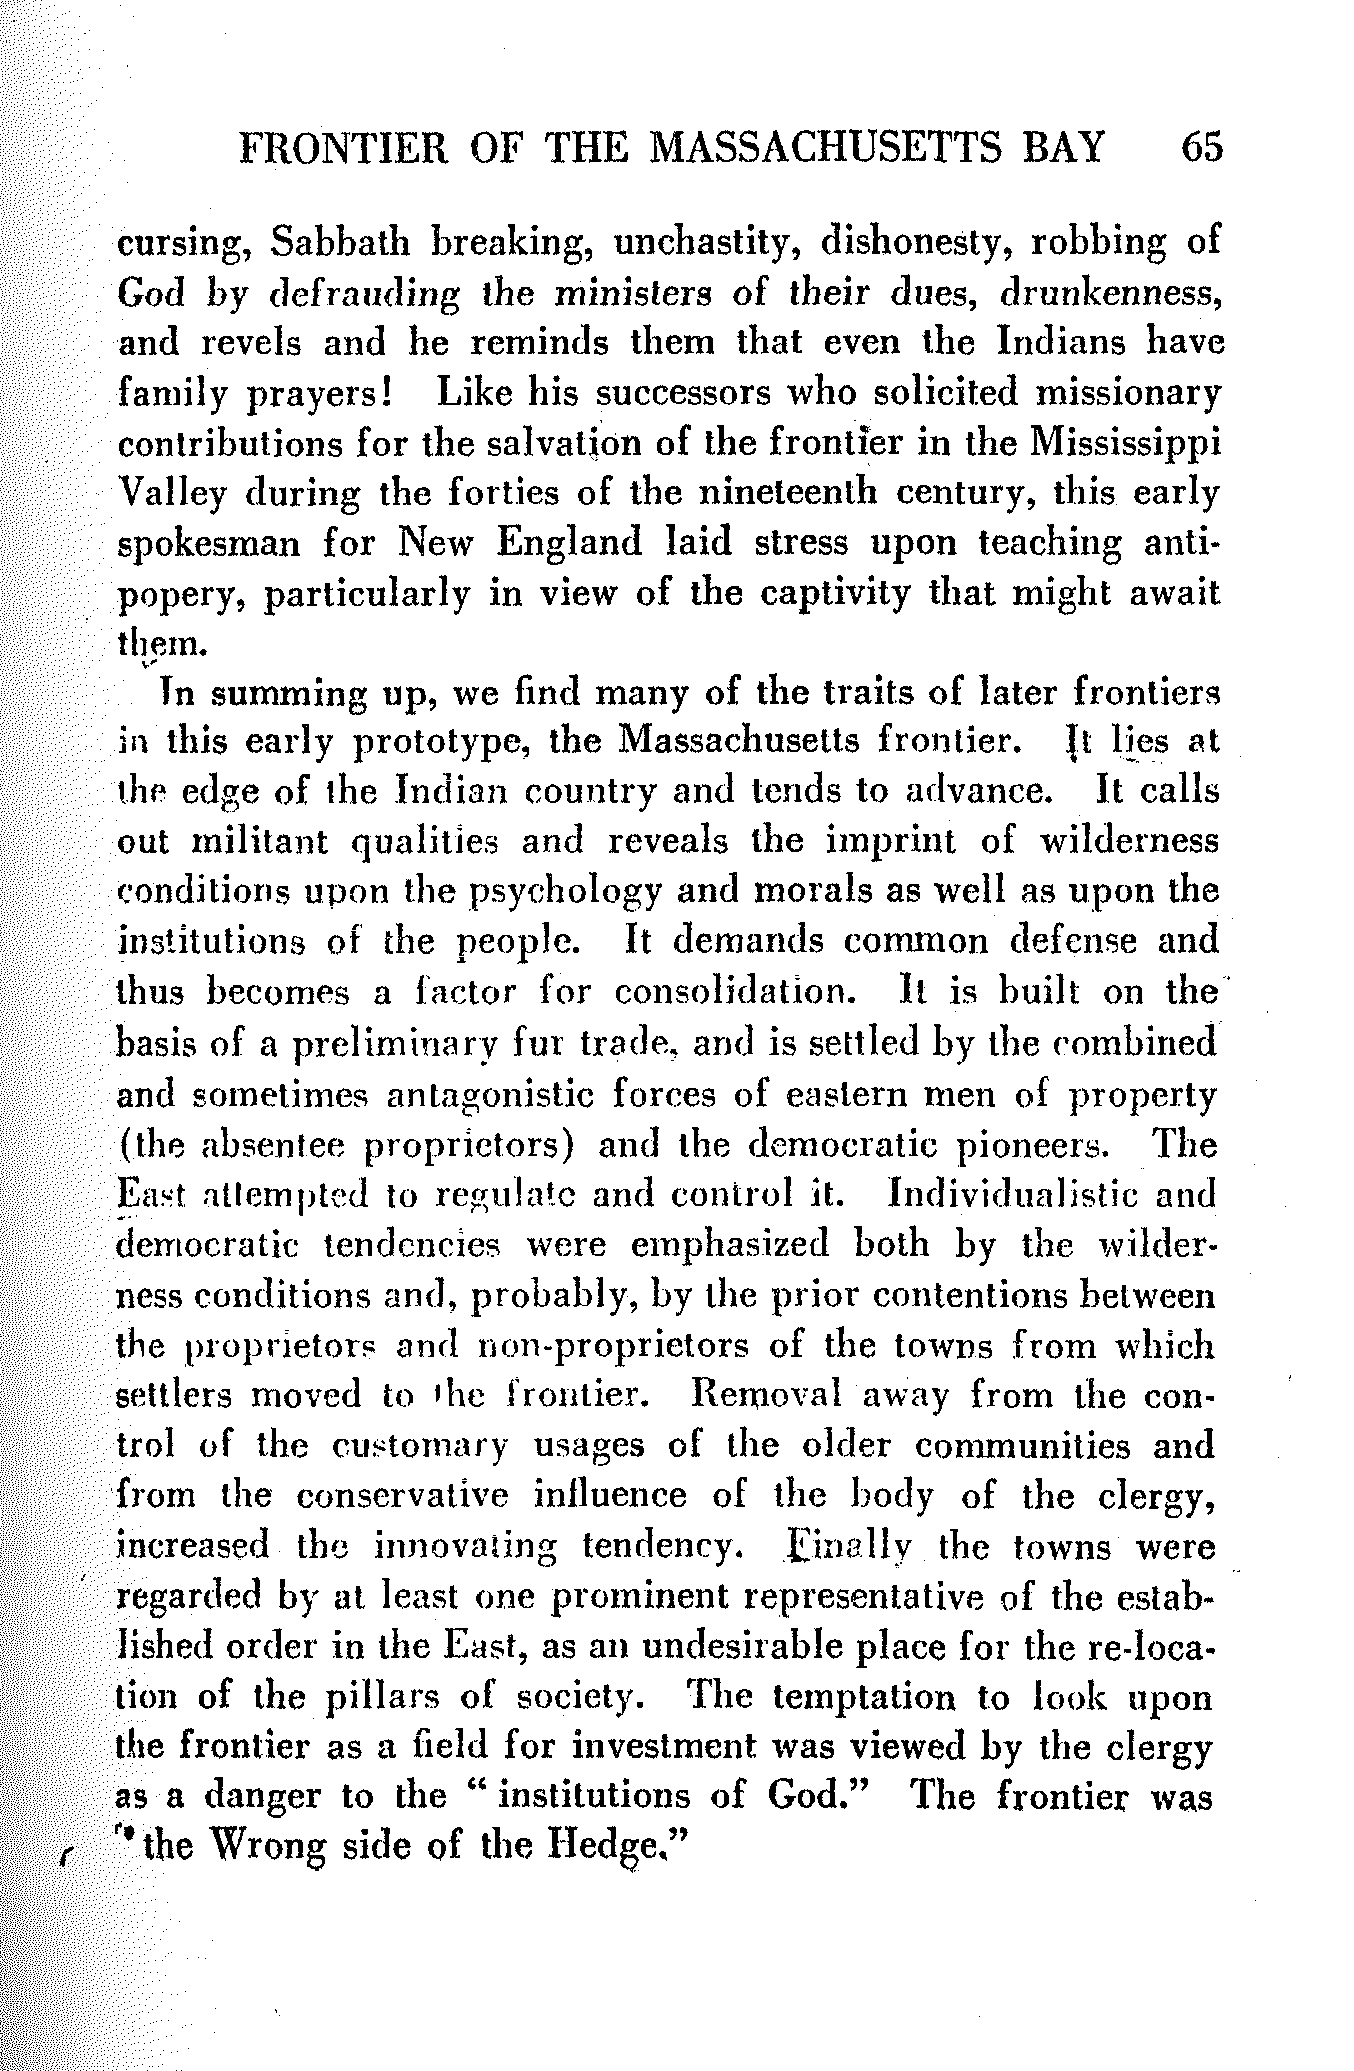 FRONTIER OF THE MASSACHUSETTS BAY 65
cursing, Sabbath breaking, unchastity, dishonesty, robbing of
God by defrauding the ministers of their dues, drunkenness,
and revels and he reminds them that even the Indians have
family prayers! Like his successors who solicited missionary
contributions for the salvation of the frontier in the Mississippi
Valley during the forties of the nineteenth century, this early
spokesman for New England laid stress upon teaching anti-
popery, particularly in view of the captivity that might await
them.
In summing up, we find many of the traits of later frontiers
in this early prototype, the Massachusetts frontier. It lies at
the edge of the Indian country and tends to advance. It calls
out militant qualities and reveals the imprint of wilderness
conditions upon the psychology and morals as well as upon the
institutions of the people. It demands common defense and
thus becomes a factor for consolidation. It is built on the
basis of a preliminary fur trade, and is settled by the combined
and sometimes antagonistic forces of eastern men of property
(the absentee proprietors) and the democratic pioneers. The
East attempted to regulate and control it. Individualistic and
democratic tendencies were emphasized both by the wilder-
ness conditions and, probably, by the prior contentions between
the proprietors and non-proprietors of the towns from which
settlers moved to the frontier. Removal away from the con-
trol of the customary usages of the older communities and
from the conservative influence of the body of the clergy,
increased the innovating tendency. Finally the towns were
regarded by at least one prominent representative of the estab-
lished order in the East, as an undesirable place for the re-loca-
tion of the pillars of society. The temptation to look upon
the frontier as a field for investment was viewed by the clergy
as a danger to the “ institutions of God.” The frontier was
“the Wrong side of the Hedge.”